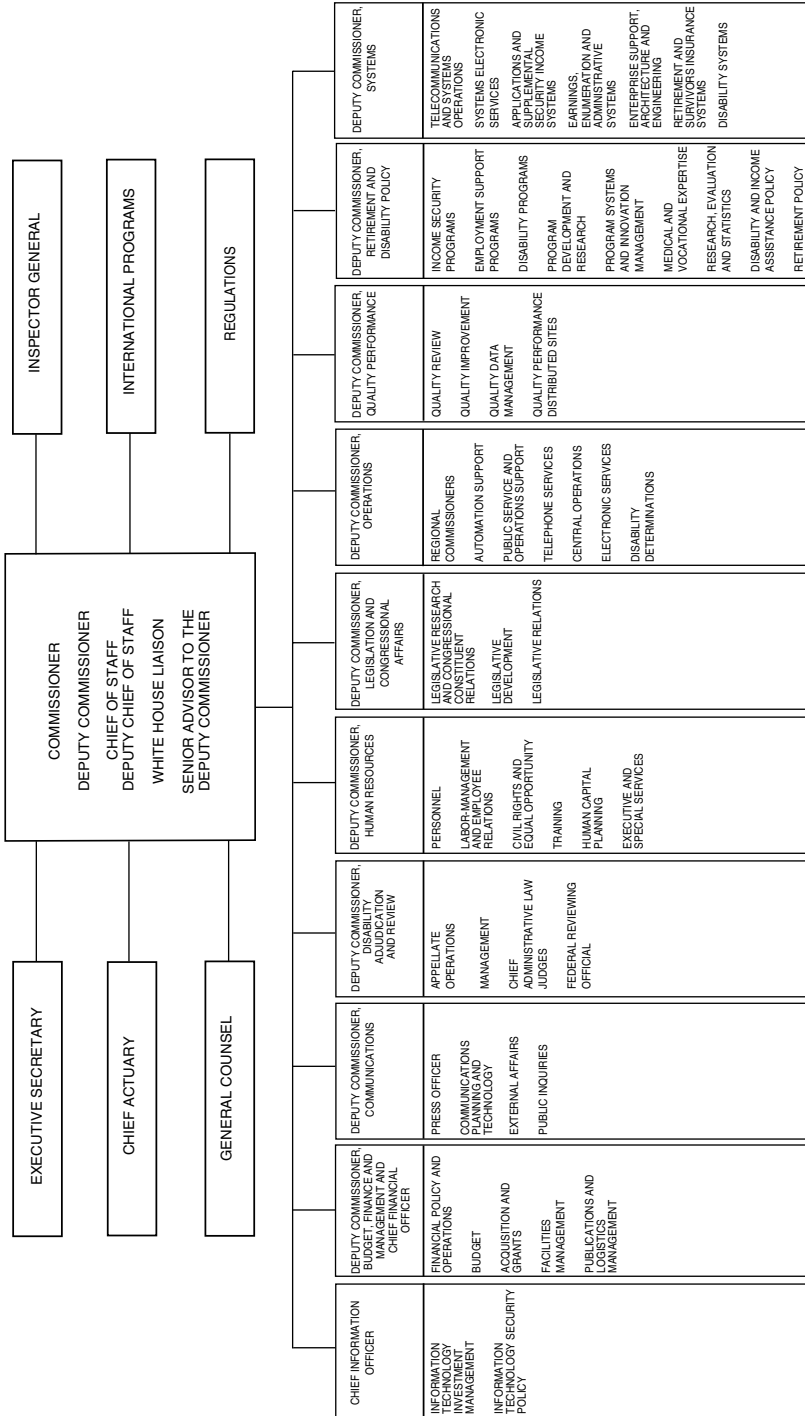 EXECUTIVE SECRETARY
CHIEF ACTUARY
GENERAL COUNSEL
COMMISSIONER
DEPUTY COMMISSIONER
CHIEF OF STAFF
DEPUTY CHIEF OF STAFF
WHITE HOUSE LIAISON
SENIOR ADVISOR TO THE
DEPUTY COMMISSIONER
INSPECTOR GENERAL
INTERNATIONAL PROGRAMS
REGULATIONS
CHIEF INFORMATION
OFFICER
INFORMATION
TECHNOLOGY
INVESTMENT
MANAGEMENT
INFORMATION
TECHNOLOGY SECURITY
POLICY
DEPUTY COMMISSIONER,
BUDGET, FINANCE AND
MANAGEMENT AND
CHIEF FINANCIAL
OFFICER
FINANCIAL POLICY AND
OPERATIONS
BUDGET
ACQUISITION AND
GRANTS
FACILITIES
MANAGEMENT
PUBLICATIONS AND
LOGISTICS
MANAGEMENT
DEPUTY COMMISSIONER,
COMMUNICATIONS
PRESS OFFICER
COMMUNICATIONS
PLANNING AND
TECHNOLOGY
EXTERNAL AFFAIRS
PUBLIC INQUIRIES
DEPUTY COMMISSIONER,
DISABILITY
ADJUDICATION
AND REVIEW
APPELLATE
OPERATIONS
MANAGEMENT
CHIEF
ADMINISTRATIVE LAW
JUDGES
FEDERAL REVIEWING
OFFICIAL
DEPUTY COMMISSIONER,
HUMAN RESOURCES
PERSONNEL
LABOR-MANAGEMENT
AND EMPLOYEE
RELATIONS
CIVIL RIGHTS AND
EQUAL OPPORTUNITY
TRAINING
HUMAN CAPITAL
PLANNING
EXECUTIVE AND
SPECIAL SERVICES
DEPUTY COMMISSIONER,
LEGISLATION AND
CONGRESSIONAL
AFFAIRS
LEGISLATIVE RESEARCH
AND CONGRESSIONAL
CONSTITUENT
RELATIONS
LEGISLATIVE
DEVELOPMENT
LEGISLATIVE RELATIONS
DEPUTY COMMISSIONER,
OPERATIONS
REGIONAL
COMMISSIONERS
AUTOMATION SUPPORT
PUBLIC SERVICE AND
OPERATIONS SUPPORT
TELEPHONE SERVICES
CENTRAL OPERATIONS
ELECTRONIC SERVICES
DISABILITY
DETERMINATIONS
DEPUTY COMMISSIONER,
QUALITY PERFORMANCE
QUALITY REVIEW
QUALITY IMPROVEMENT
QUALITY DATA
MANAGEMENT
QUALITY PERFORMANCE
DISTRIBUTED SITES
DEPUTY COMMISSIONER,
RETIREMENT AND
DISABILITY POLICY
INCOME SECURITY
PROGRAMS
EMPLOYMENT SUPPORT
PROGRAMS
DISABILITY PROGRAMS
PROGRAM
DEVELOPMENT AND
RESEARCH
PROGRAM SYSTEMS
AND INNOVATION
MANAGEMENT
MEDICAL AND
VOCATIONAL EXPERTISE
RESEARCH, EVALUATION
AND STATISTICS
DISABILITY AND INCOME
ASSISTANCE POLICY
RETIREMENT POLICY
DEPUTY COMMISSIONER,
SYSTEMS
TELECOMMUNICATIONS
AND SYSTEMS
OPERATIONS
SYSTEMS ELECTRONIC
SERVICES
APPLICATIONS AND
SUPPLEMENTAL
SECURITY INCOME
SYSTEMS
EARNINGS,
ENUMERATION AND
ADMINISTRATIVE
SYSTEMS
ENTERPRISE SUPPORT,
ARCHITECTURE AND
ENGINEERING
RETIREMENT AND
SURVIVORS INSURANCE
SYSTEMS
DISABILITY SYSTEMS